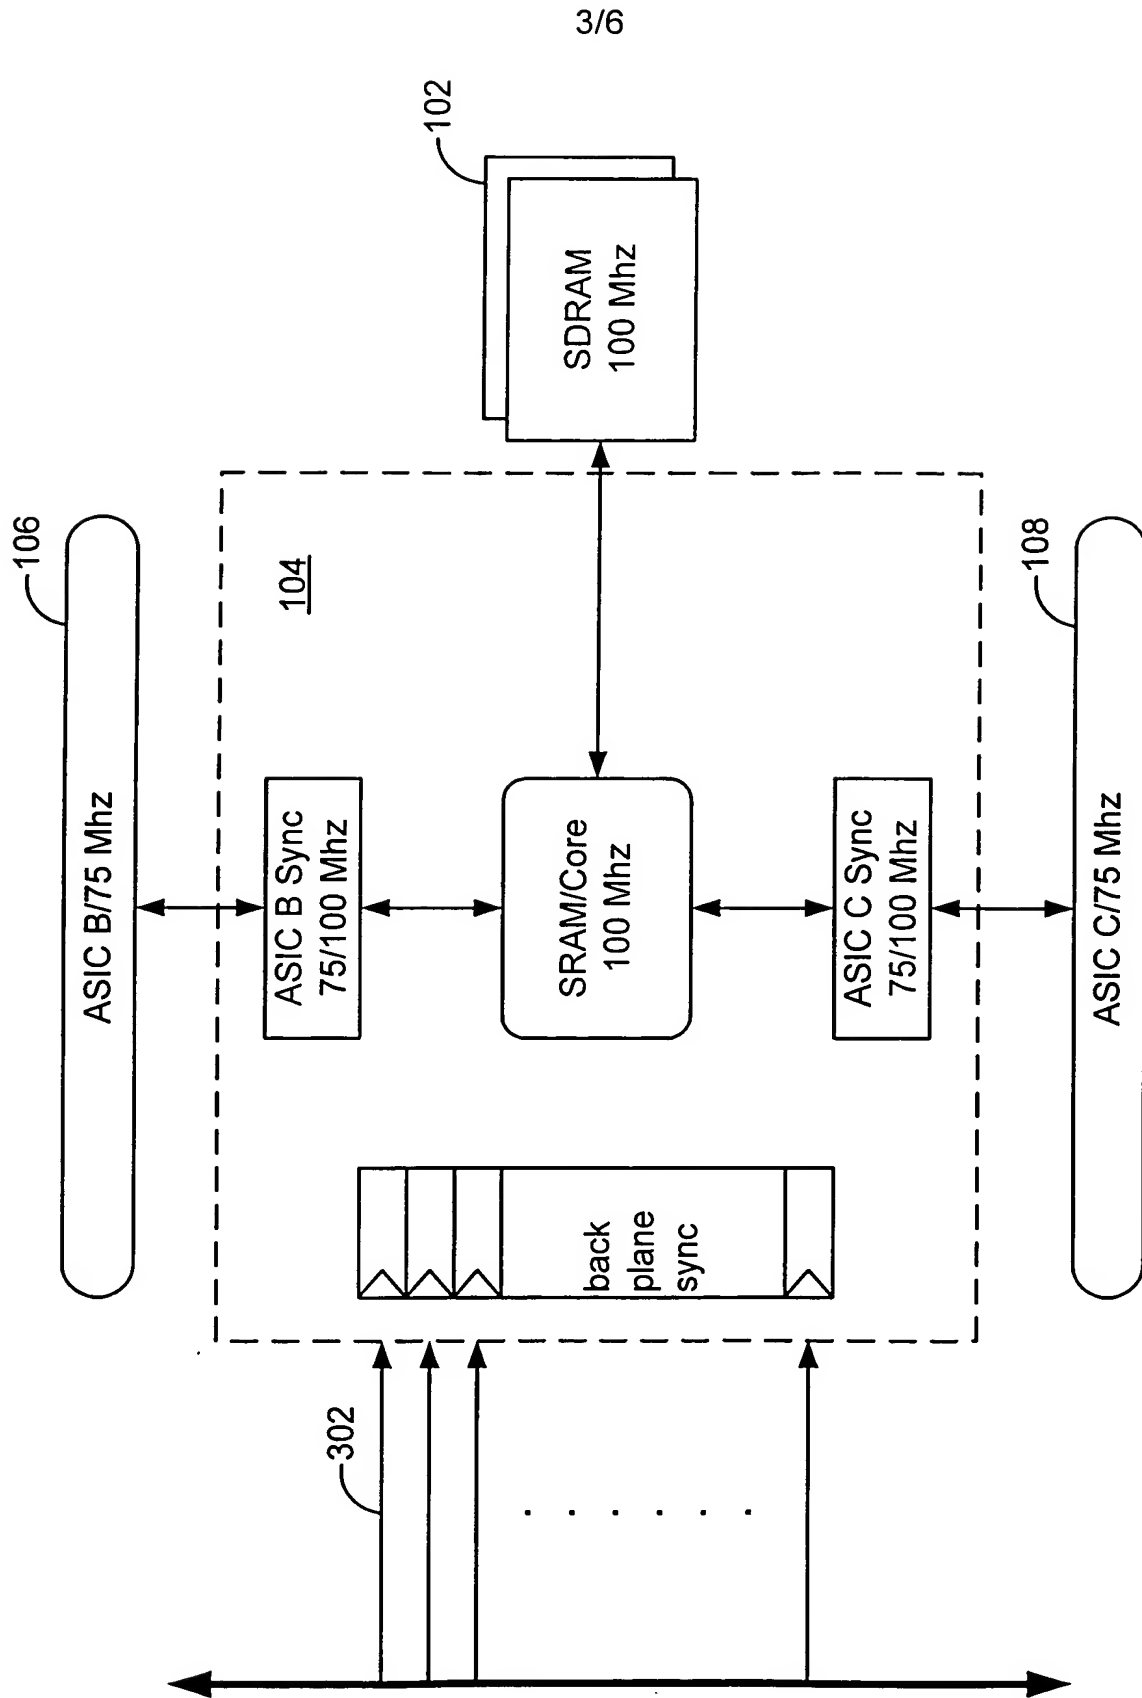 3/6
102
SDRAM
100 Mhz
106
ASIC B/75 Mhz
104
ASIC B Sync
75/100 Mhz
SRAM/Core
100 Mhz
ASIC C Sync
75/100 Mhz
108
ASIC C/75 Mhz
back
plane
sync
302